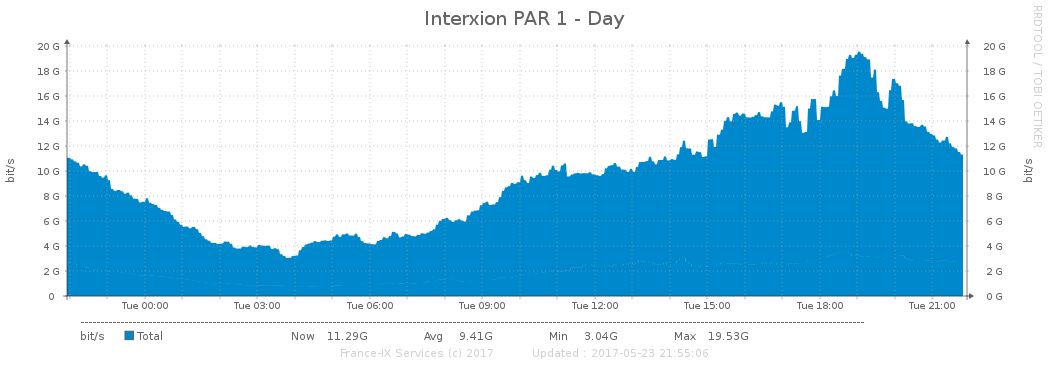 Interxion PAR 1 - Day
RRDTOOL / TOBI OETIKER
20 G 20 G
18 G 18 G
16 G 16 G
14 G 14 G
12 G 12 G
10 G 10 G
8 G 8 G
6 G 6 G
4 G 4 G
2 G 2 G
0 0 G
bit/s
bit/s
Tue 00:00 Tue 03:00 Tue 06:00 Tue 09:00 Tue 12:00 Tue 15:00 Tue 18:00 Tue 21:00
bit/s Total Now 11.29G Avg 9.41G Min 3.04G Max 19.53G
France-IX Services (c) 2017 Updated : 2017-05-23 21:55:06